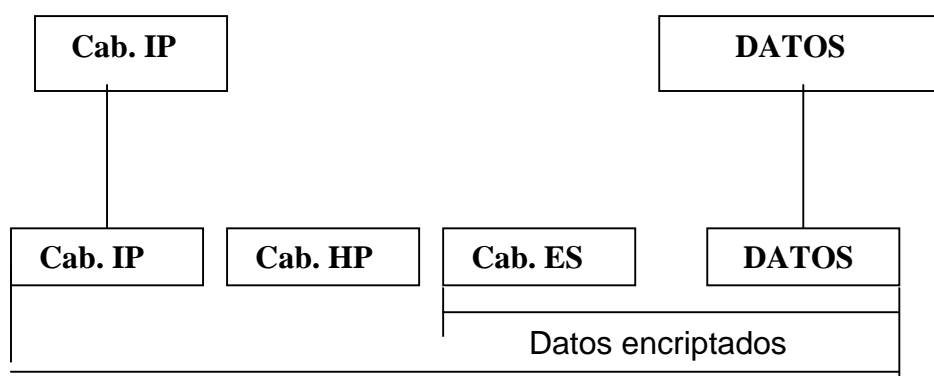 Cab. IP DATOS
Cab. IP Cab. HP Cab. ES DATOS
Datos encriptados